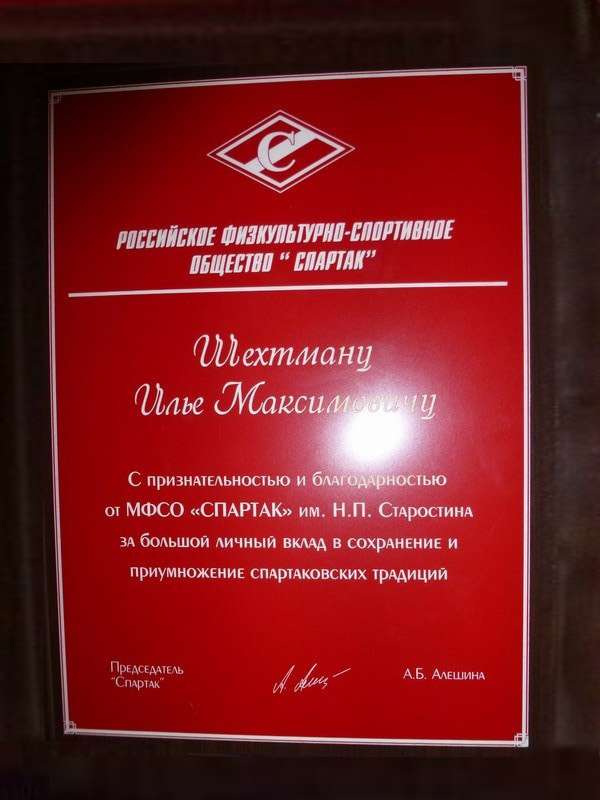 С
РОССИЙСКОЕ ФИЗКУЛЬТУРНО-СПОРТИВНОЕ
ОБЩЕСТВО “ СПАРТАК”
Шехтману
Илье Максимовичу
С признательностью и благодарностью
от МФСО «СПАРТАК» им. Н.П. Старостина
за большой личный вклад в сохранение и
приумножение спартаковских традиций
Председатель
“Спартак”
А.Б. Алешина